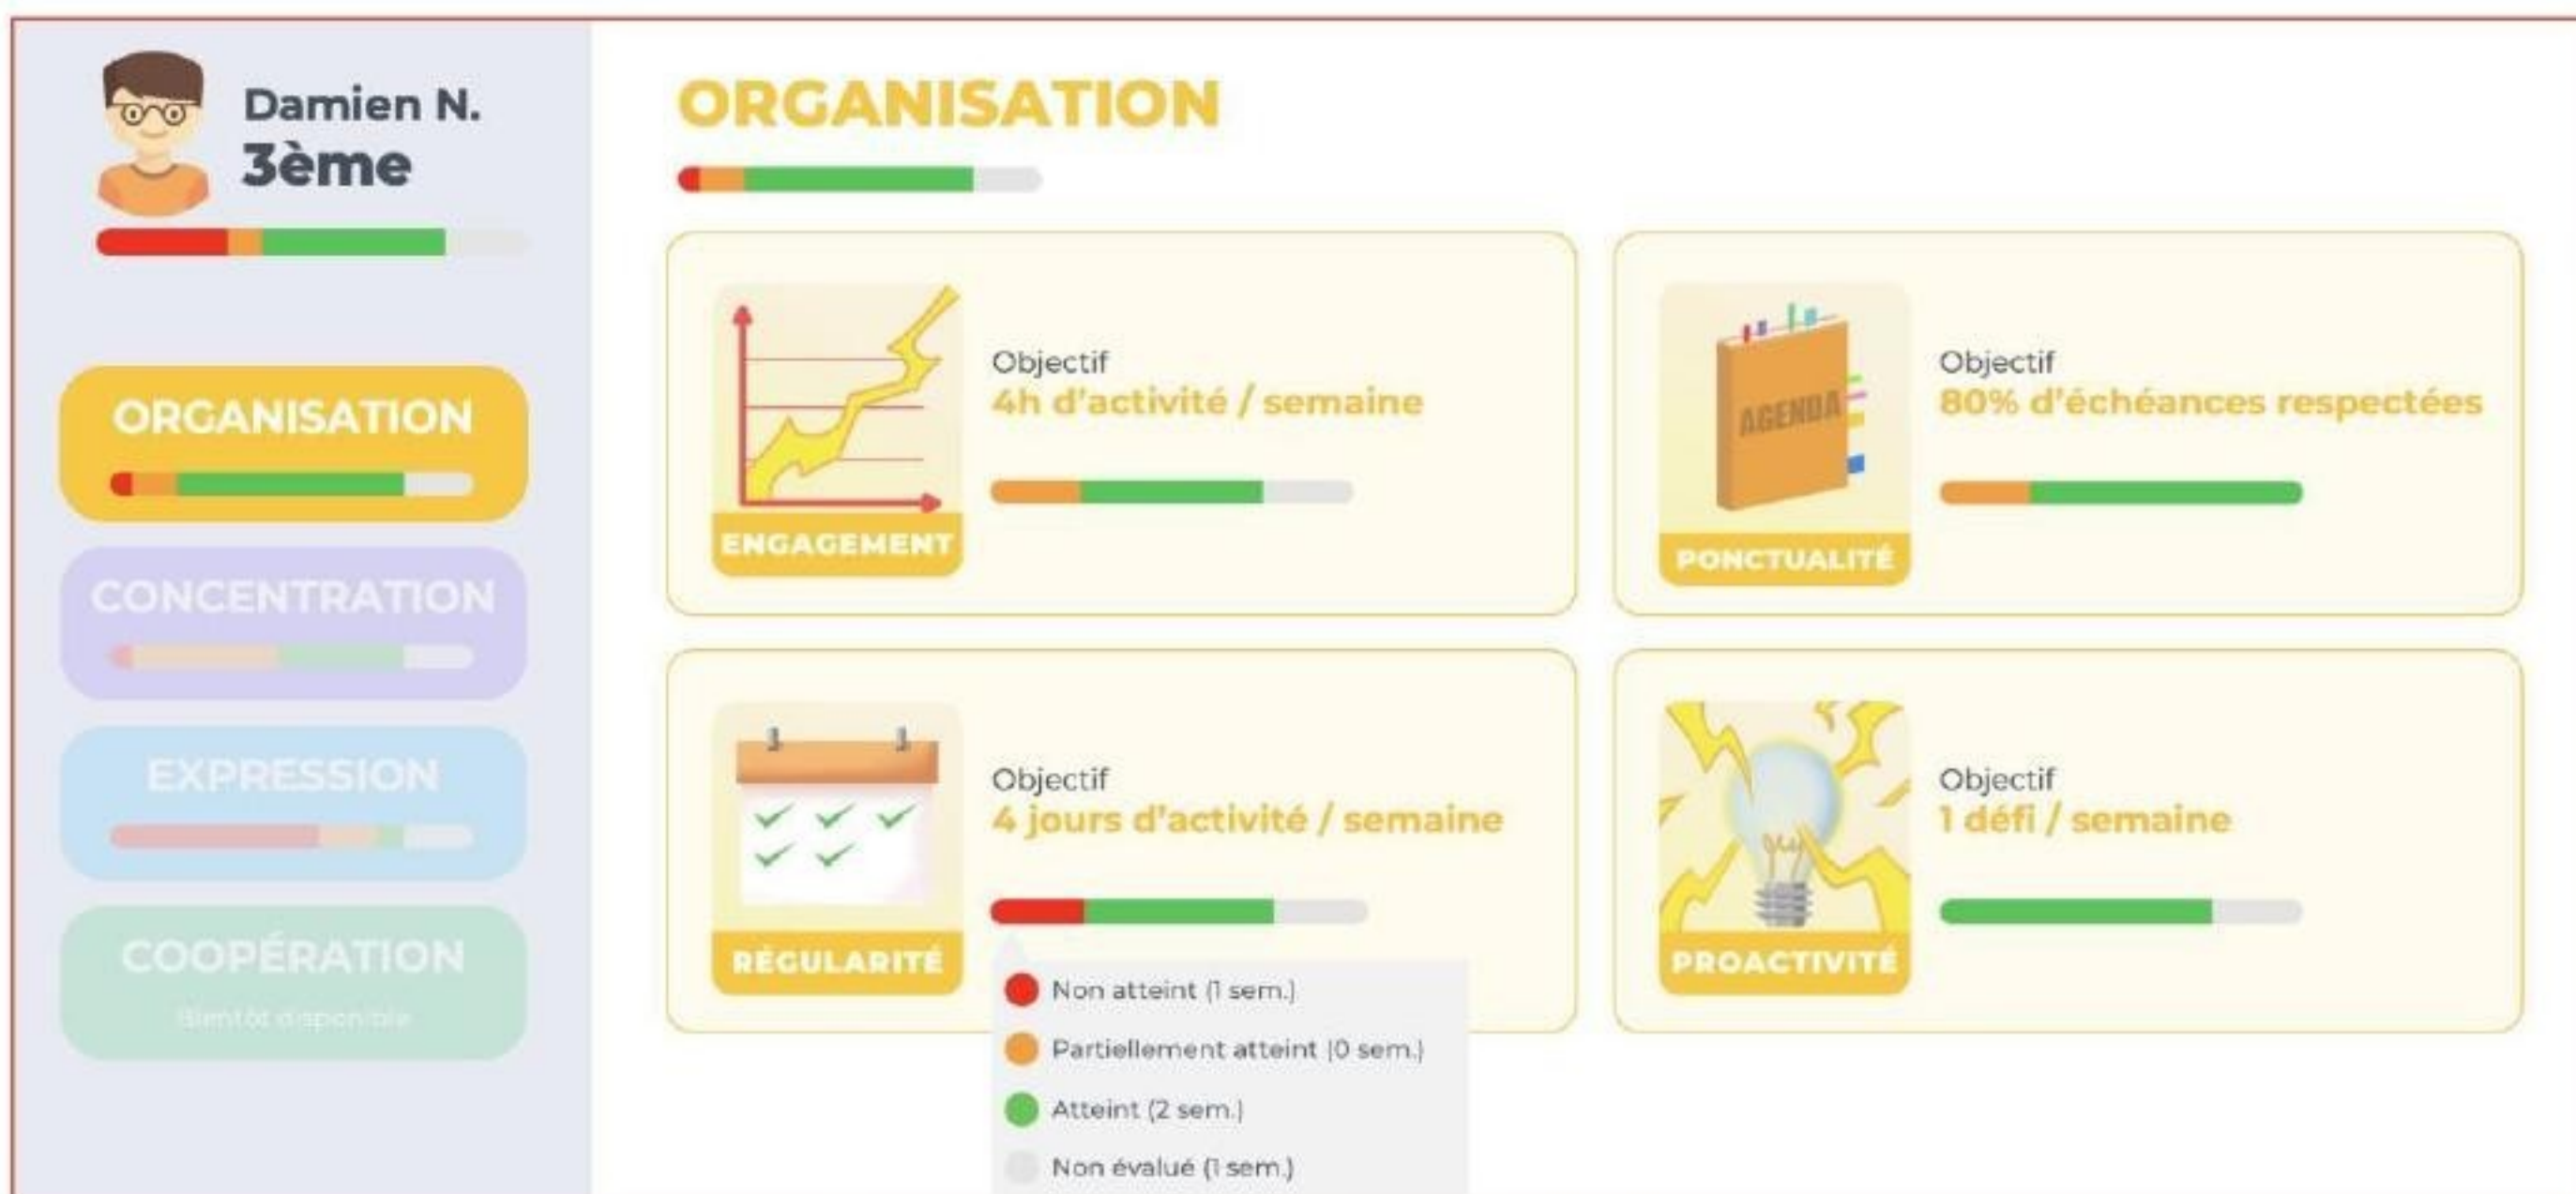 Damien N.
3ème
ORGANISATION
CONCENTRATION
EXPRESSION
COOPÉRATION
Bientôt disponible
ORGANISATION
ENGAGEMENT
Objectif
4h d'activité / semaine
AGENDA
PONCTUALITÉ
Objectif
80% d'échéances respectées
RÉGULARITÉ
Objectif
4 jours d'activité / semaine
Non atteint (1 sem.)
Partiellement atteint (0 sem.)
Atteint (2 sem.)
Non évalué (1 sem.)
PROACTIVITÉ
Objectif
1 défi / semaine